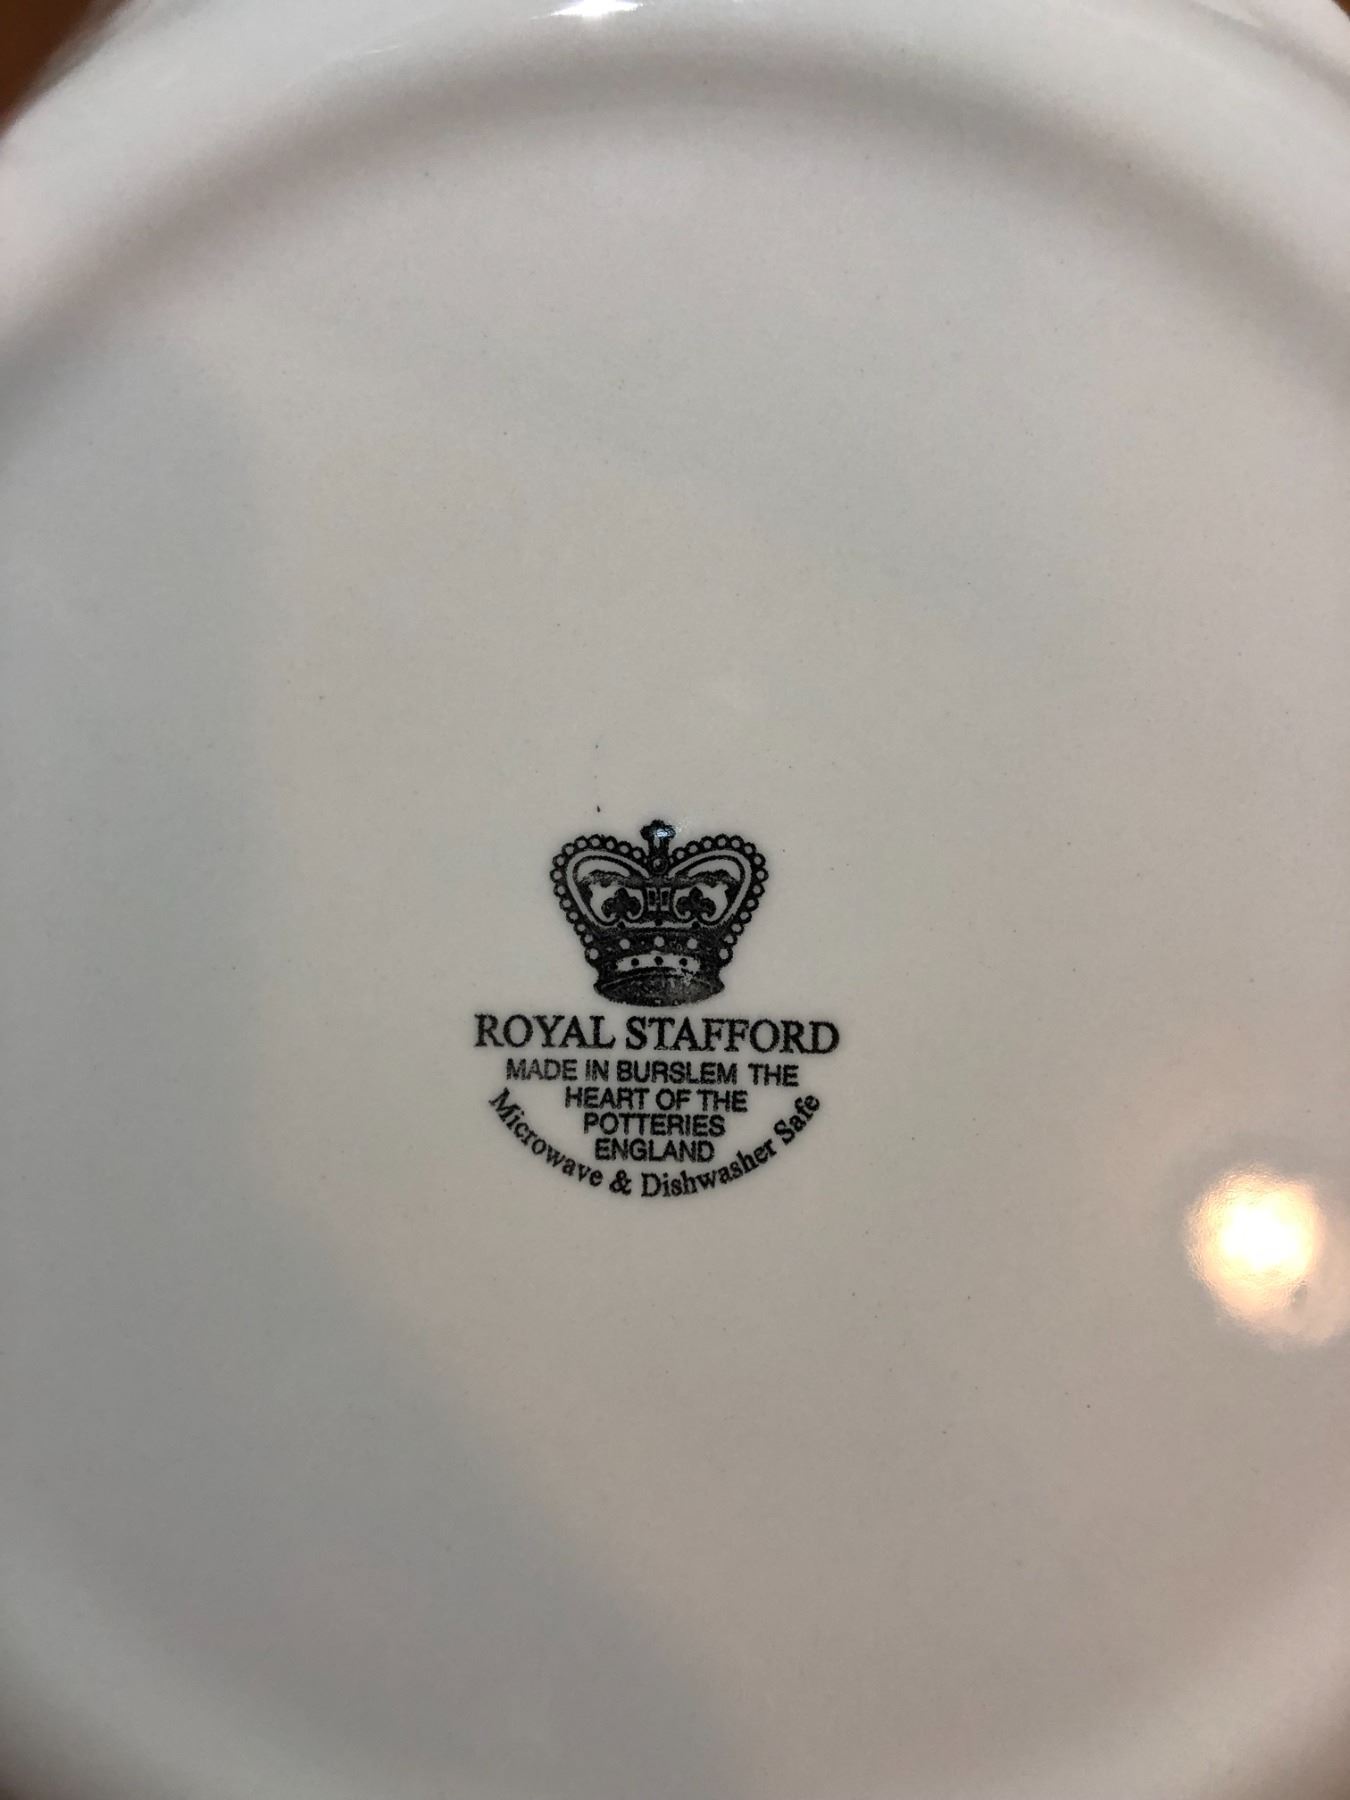 ROYAL STAFFORD
MADE IN BURSLEM THE
HEART OF THE
POTTERIES
ENGLAND
Microwave & Dishwasher Safe